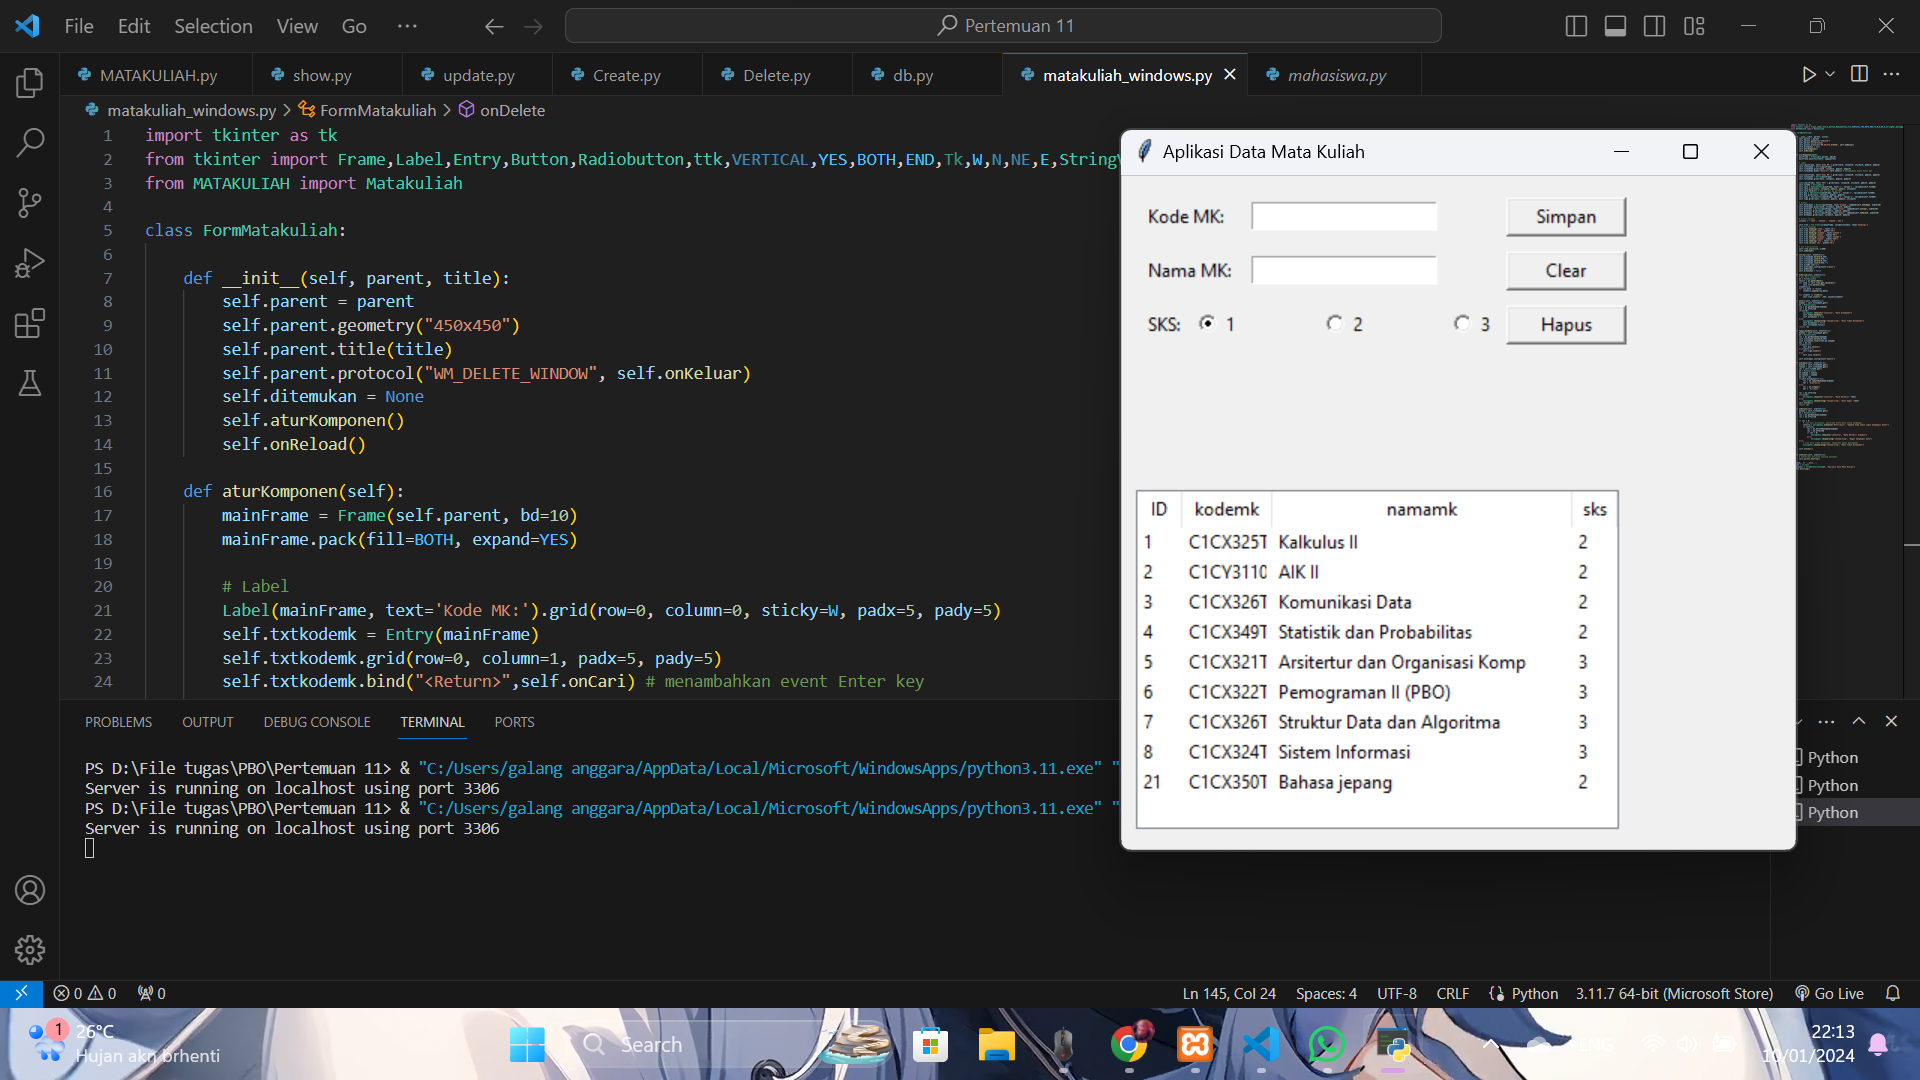 File Edit Selection View Go ··· Pertemuan 11
MATAKULIAH.py show.py update.py Create.py Delete.py db.py matakuliah_windows.py mahasiswa.py
matakuliah_windows.py > FormMatakuliah > onDelete
1 import tkinter as tk
2 from tkinter import Frame,Label,Entry,Button,Radiobutton,ttk,VERTICAL,YES,BOTH,END,Tk,W,N,NE,E,String
3 from MATAKULIAH import Matakuliah
4
5 class FormMatakuliah:
6
7 def __init__(self, parent, title):
8 self.parent = parent
9 self.parent.geometry("450x450")
10 self.parent.title(title)
11 self.parent.protocol("WM_DELETE_WINDOW", self.onKeluar)
12 self.ditemukan = None
13 self.aturKomponen()
14 self.onReload()
15
16 def aturKomponen(self):
17 mainFrame = Frame(self.parent, bd=10)
18 mainFrame.pack(fill=BOTH, expand=YES)
19
20 # Label
21 Label(mainFrame, text='Kode MK:').grid(row=0, column=0, sticky=W, padx=5, pady=5)
22 self.txtkodemk = Entry(mainFrame)
23 self.txtkodemk.grid(row=0, column=1, padx=5, pady=5)
24 self.txtkodemk.bind("<Return>",self.onCari) # menambahkan event Enter key
Aplikasi Data Mata Kuliah
Kode MK: Simpan
Nama MK: Clear
SKS: 1 2 3 Hapus
ID kodemk namamk sks
1 C1CX325T Kalkulus II 2
2 C1CY3110 AIK II 2
3 C1CX326T Komunikasi Data 2
4 C1CX349T Statistik dan Probabilitas 2
5 C1CX321T Arsitertur dan Organisasi Komp 3
6 C1CX322T Pemograman II (PBO) 3
7 C1CX326T Struktur Data dan Algoritma 3
8 C1CX324T Sistem Informasi 3
21 C1CX350T Bahasa jepang 2
PROBLEMS OUTPUT DEBUG CONSOLE TERMINAL PORTS
PS D:\File tugas\PBO\Pertemuan 11> & "C:/Users/galang anggara/AppData/Local/Microsoft/WindowsApps/python3.11.exe" "
Server is running on localhost using port 3306
PS D:\File tugas\PBO\Pertemuan 11> & "C:/Users/galang anggara/AppData/Local/Microsoft/WindowsApps/python3.11.exe" "
Server is running on localhost using port 3306
Python
Python
Python
0 0 0 Ln 145, Col 24 Spaces: 4 UTF-8 CRLF Python 3.11.7 64-bit (Microsoft Store) Go Live
1 26°C
Hujan akn brhenti
Search
ENG
22:13
10/01/2024